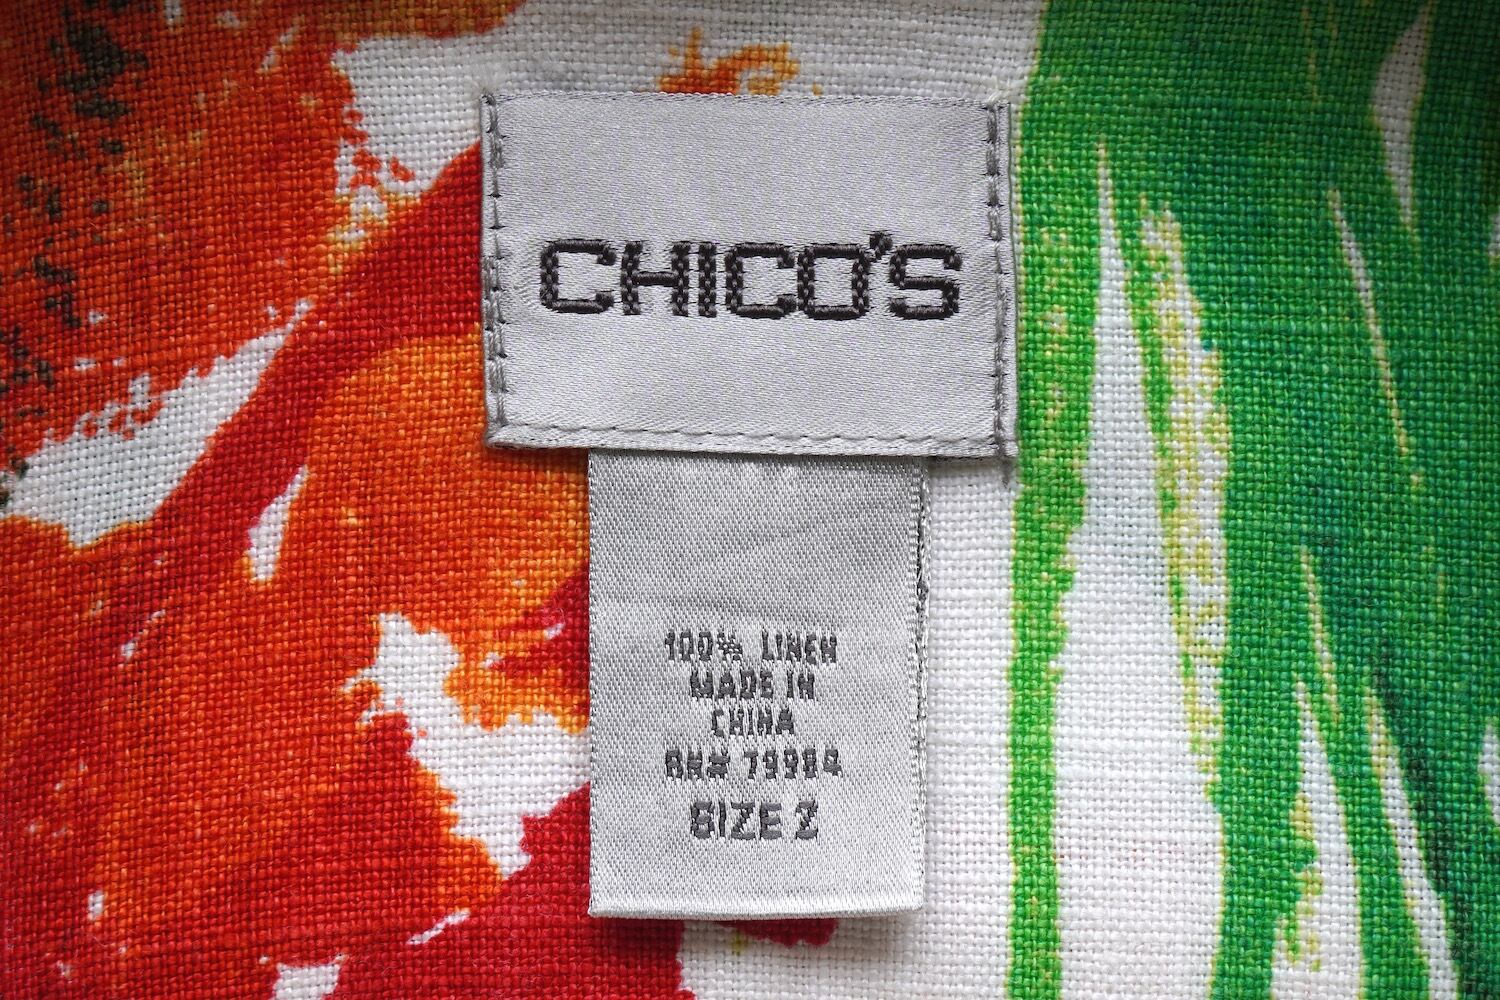 CHICO'S
100% LINEN
MADE IN
CHINA
RN# 79984
SIZE 2